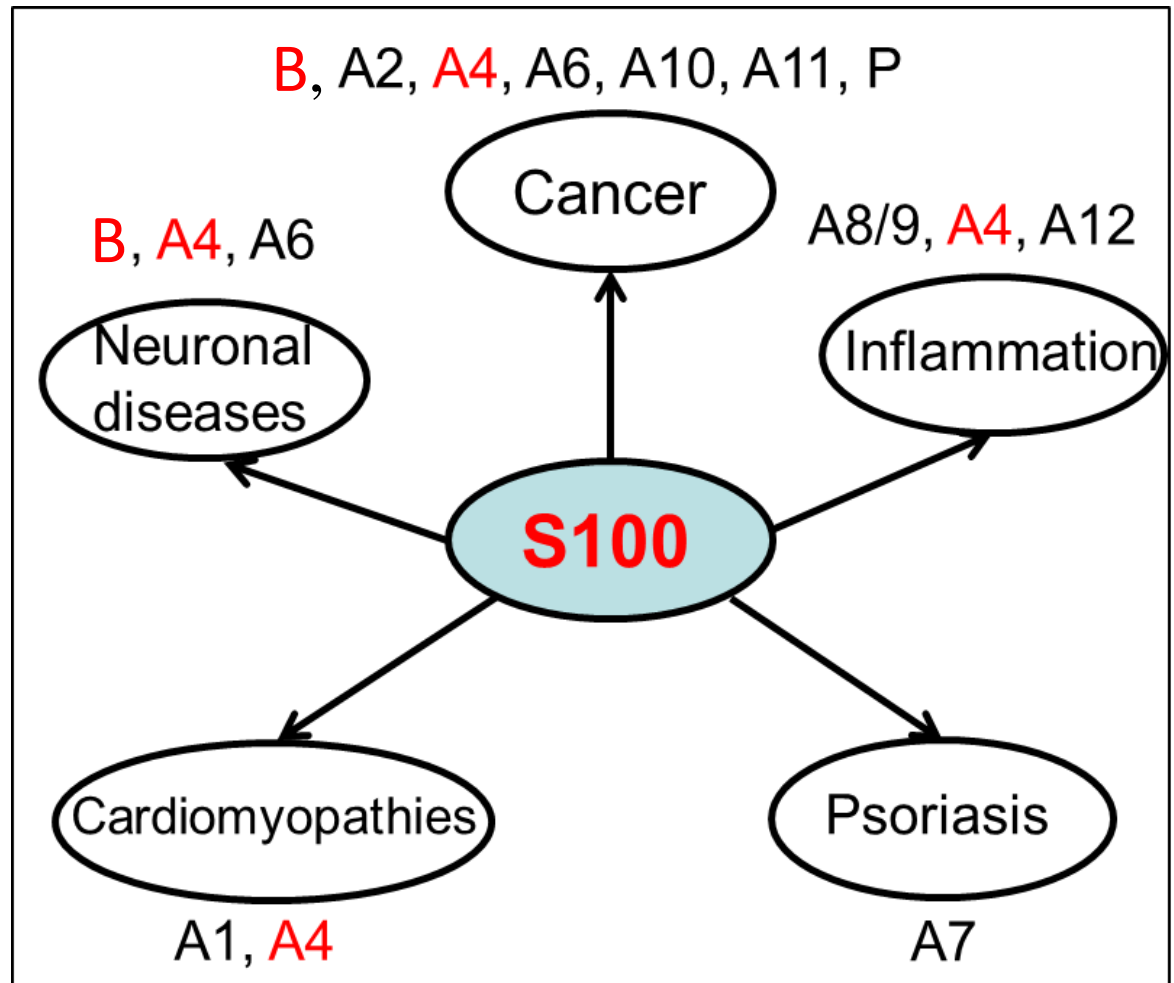 B, A2, A4, A6, A10, A11, P
Cancer
A8/9, A4, A12
B, A4, A6
Inflammation
Neuronal
diseases
S100
Cardiomyopathies
Psoriasis
A1, A4
A7